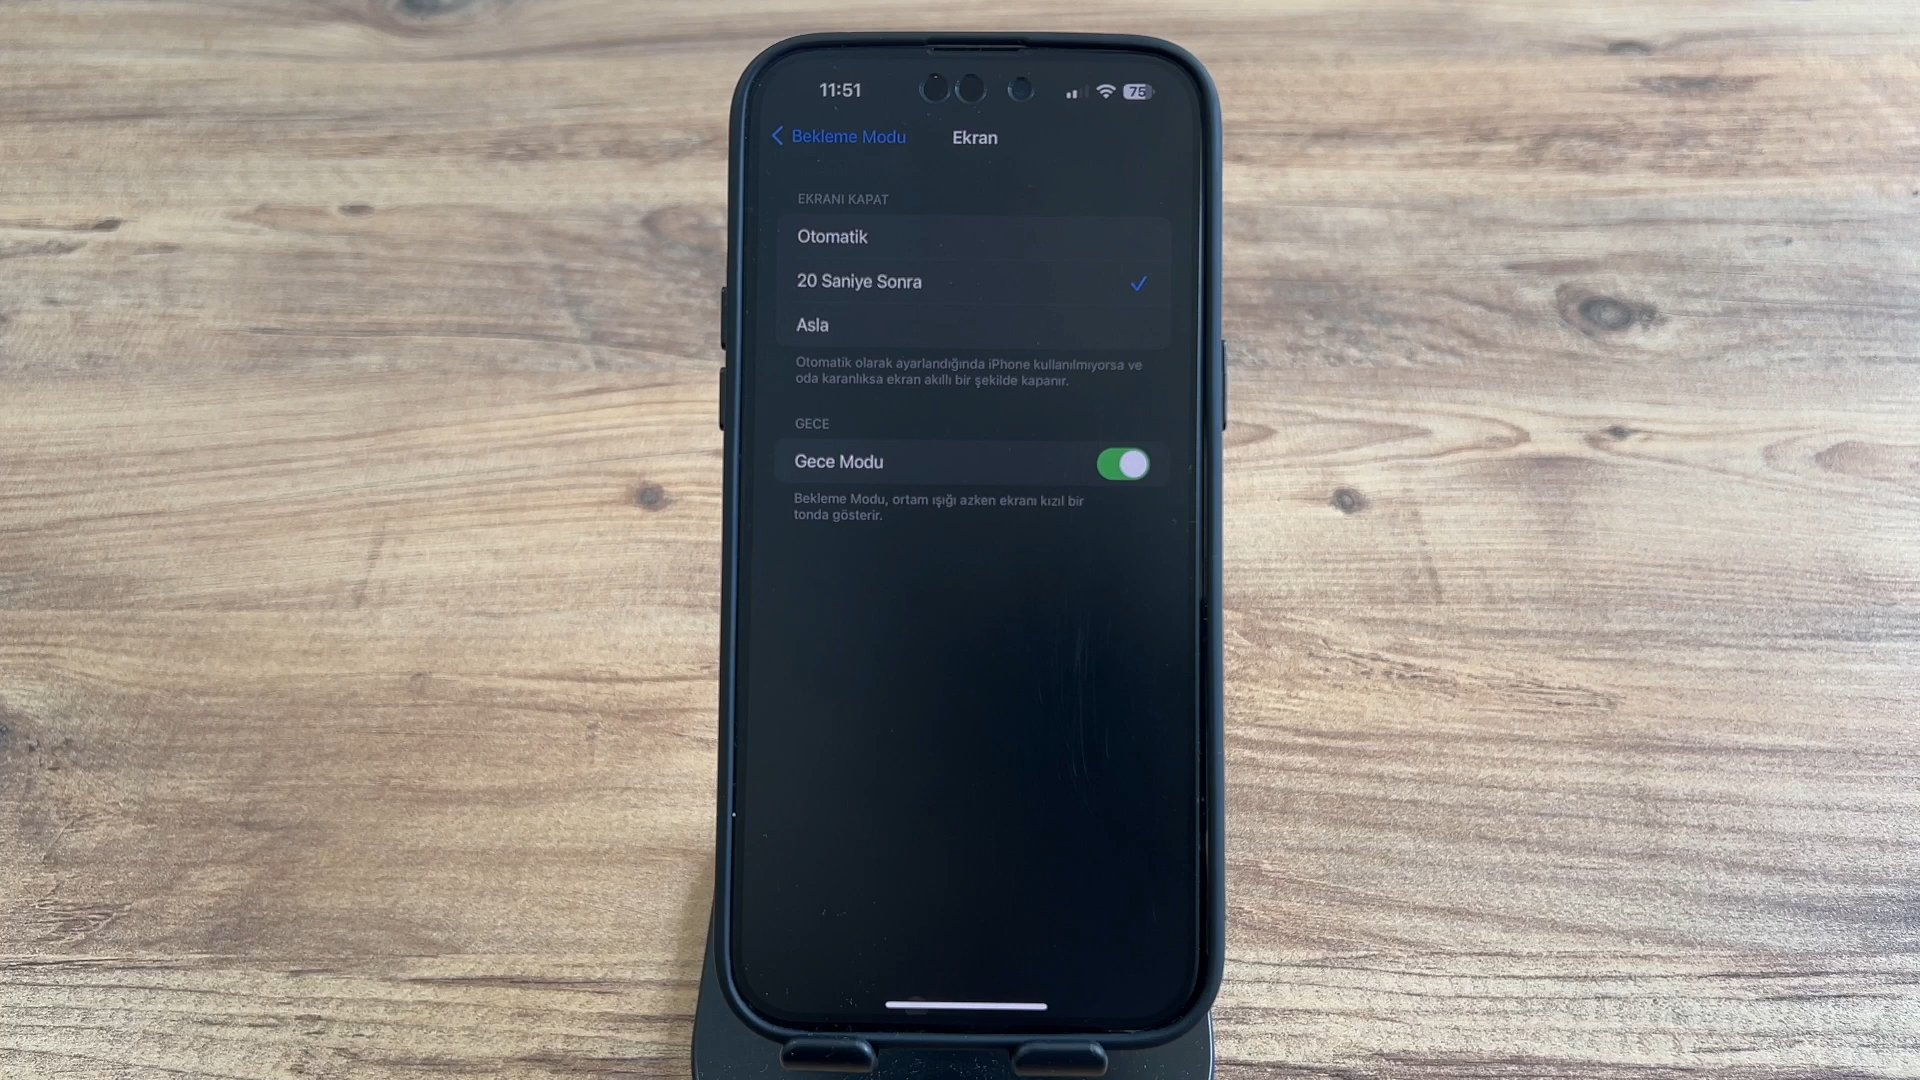 11:51
75
Bekleme Modu
Ekran
EKRANI KAPAT
Otomatik
20 Saniye Sonra
Asla
Otomatik olarak ayarlandığında iPhone kullanılmıyorsa ve
oda karanlıksa ekran akıllı bir şekilde kapanır.
GECE
Gece Modu
Bekleme Modu, ortam ışığı azken ekranı kızıl bir
tonda gösterir.